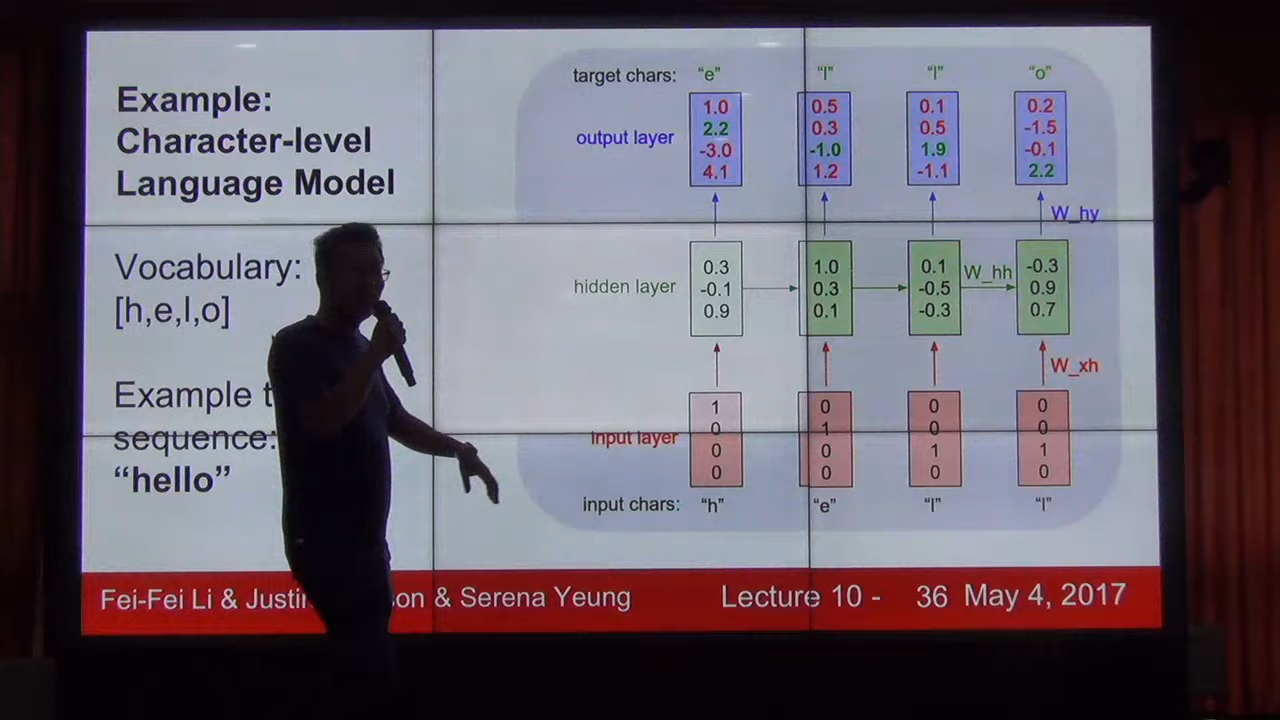 Example:
Character-level
Language Model
Vocabulary:
[h,e,l,o]
Example
sequence:
“hello”
target chars: “e” “l” “l” “o”
output layer
1.0 0.5 0.1 0.2
2.2 0.3 0.5 -1.5
-3.0 -1.0 1.9 -0.1
4.1 1.2 -1.1 2.2
W_hy
hidden layer
0.3 1.0 0.1 -0.3
-0.1 0.3 -0.5 0.9
0.9 0.1 -0.3 0.7
W_hh
W_xh
input layer
1 0 0 0
0 1 0 0
0 0 1 1
0 0 0 0
input chars: “h” “e” “l” “l”
Fei-Fei Li & & Serena Yeung Lecture 10 - 36 May 4, 2017